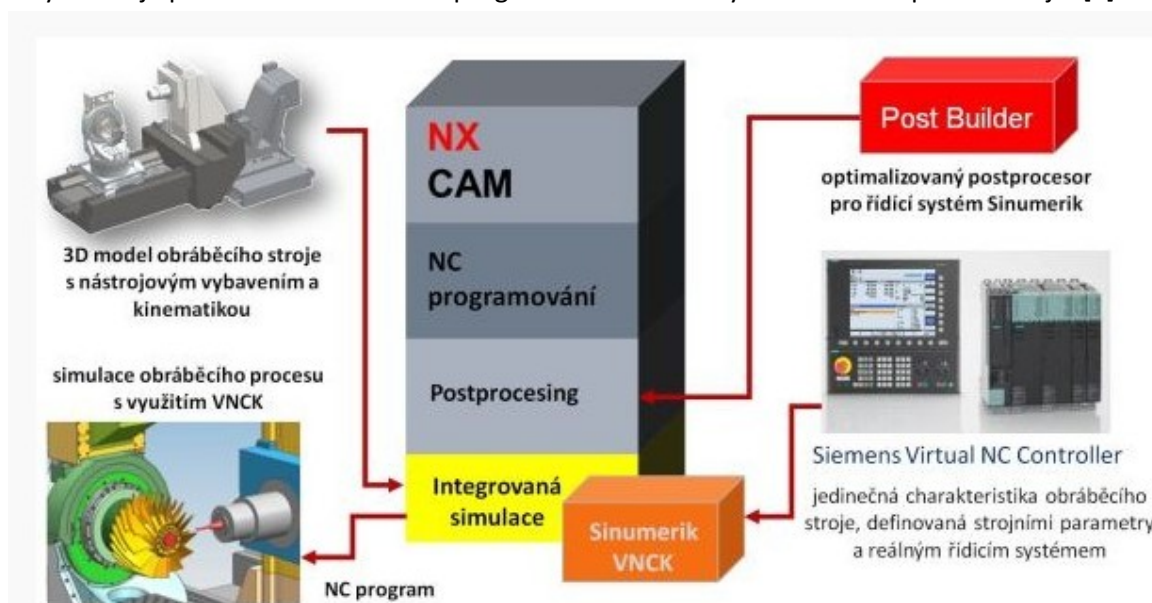 NX
CAM
NC
programování
Postprocesing
Integrovaná
simulace
Sinumerik
VNCK
Post Builder
optimalizovaný postprocesor
pro řídící systém Sinumerik
3D model obráběcího stroje
s nástrojovým vybavením a
kinematikou
simulace obráběcího procesu
s využitím VNCK
NC program
Siemens Virtual NC Controller
jedinečná charakteristika obráběcího
stroje, definovaná strojními parametry
a reálným řídicím systémem